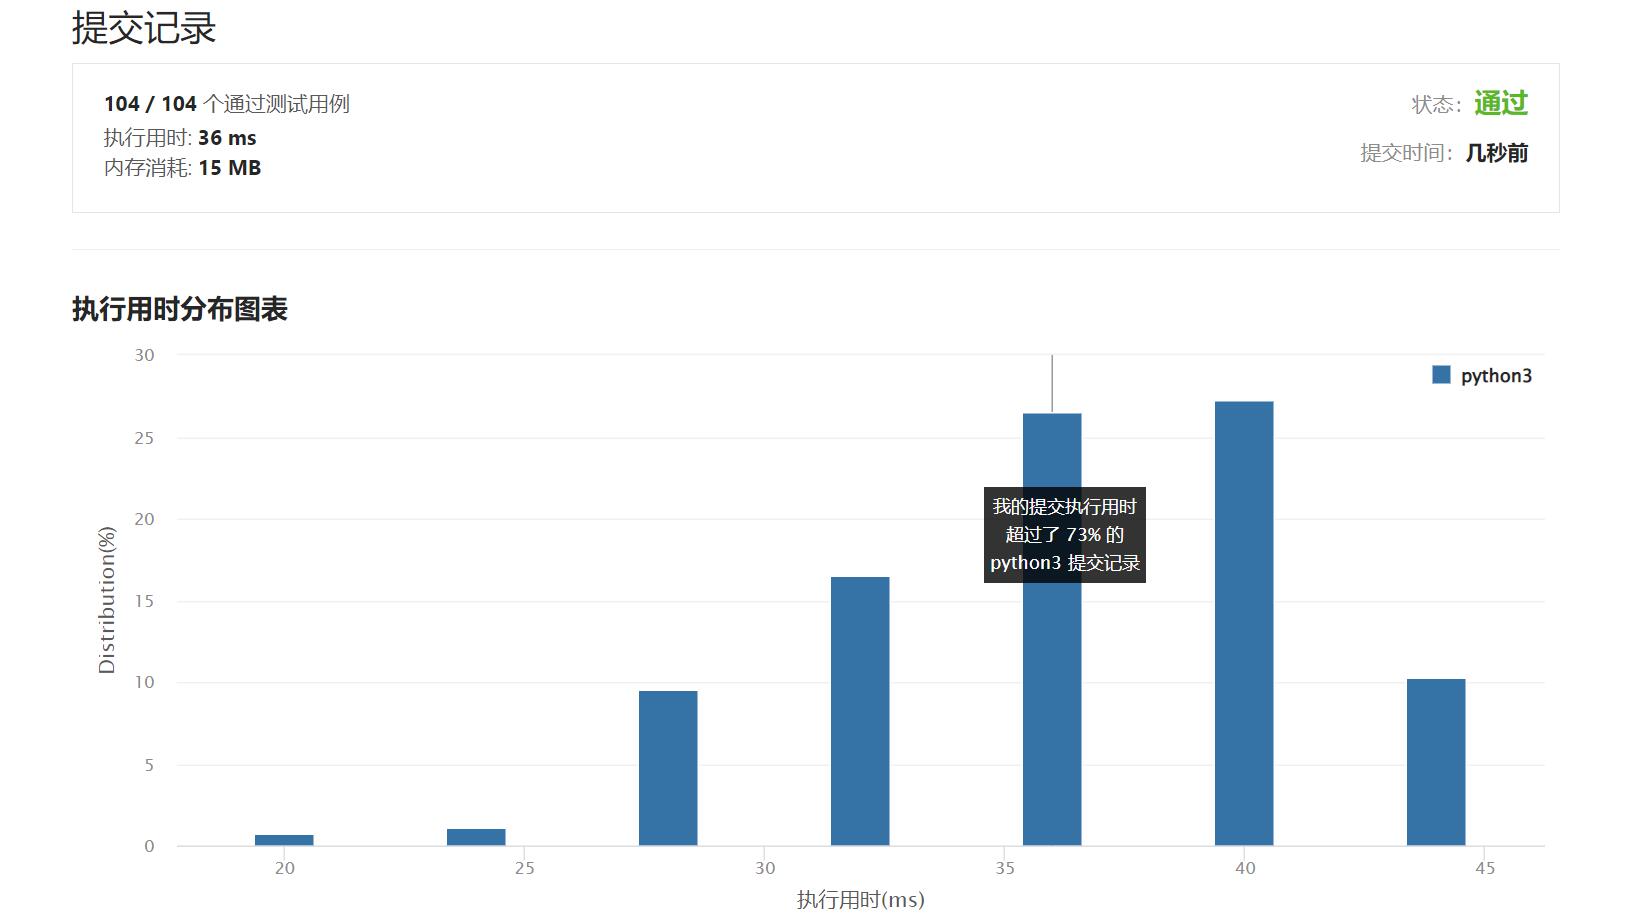 提交记录
104 / 104 个通过测试用例
状态：通过
执行用时: 36 ms
提交时间：几秒前
内存消耗: 15 MB
执行用时分布图表
30
python3
25
我的提交执行用时
超过了 73% 的
python3 提交记录
20
15
10
5
0
Distribution(%)
20 25 30 35 40 45
执行用时(ms)